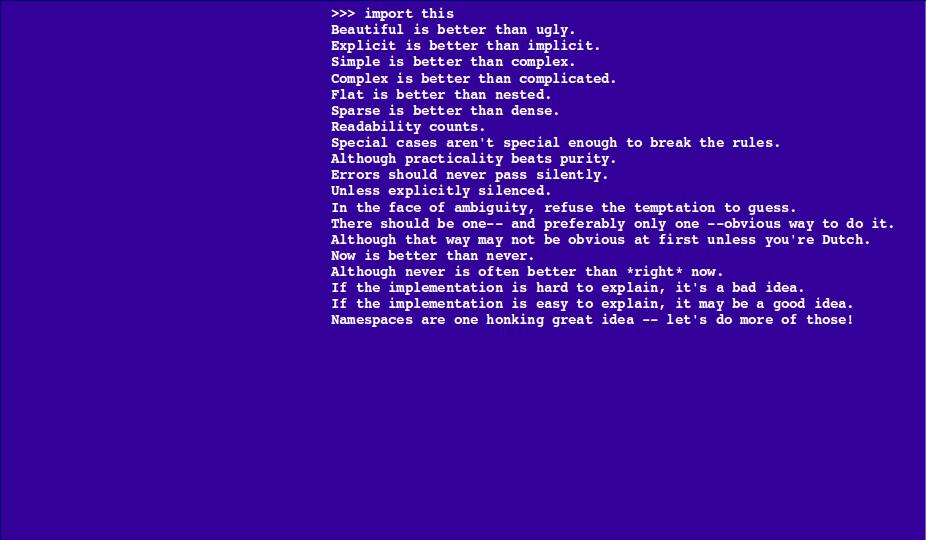 >>> import this
Beautiful is better than ugly.
Explicit is better than implicit.
Simple is better than complex.
Complex is better than complicated.
Flat is better than nested.
Sparse is better than dense.
Readability counts.
Special cases aren't special enough to break the rules.
Although practicality beats purity.
Errors should never pass silently.
Unless explicitly silenced.
In the face of ambiguity, refuse the temptation to guess.
There should be one-- and preferably only one --obvious way to do it.
Although that way may not be obvious at first unless you're Dutch.
Now is better than never.
Although never is often better than *right* now.
If the implementation is hard to explain, it's a bad idea.
If the implementation is easy to explain, it may be a good idea.
Namespaces are one honking great idea -- let's do more of those!